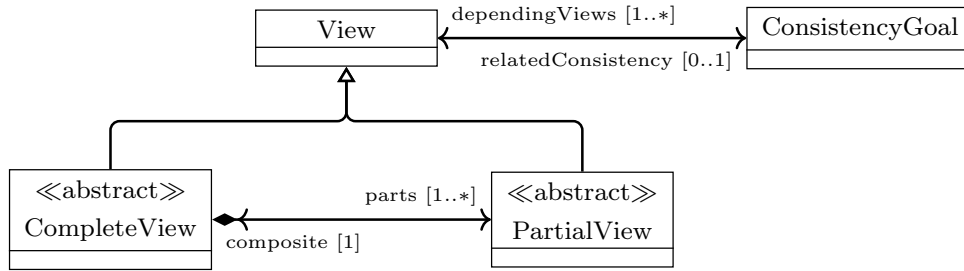 View
dependingViews [1..*]
relatedConsistency [0..1]
ConsistencyGoal
≪abstract≫
CompleteView
parts [1..*]
composite [1]
≪abstract≫
PartialView